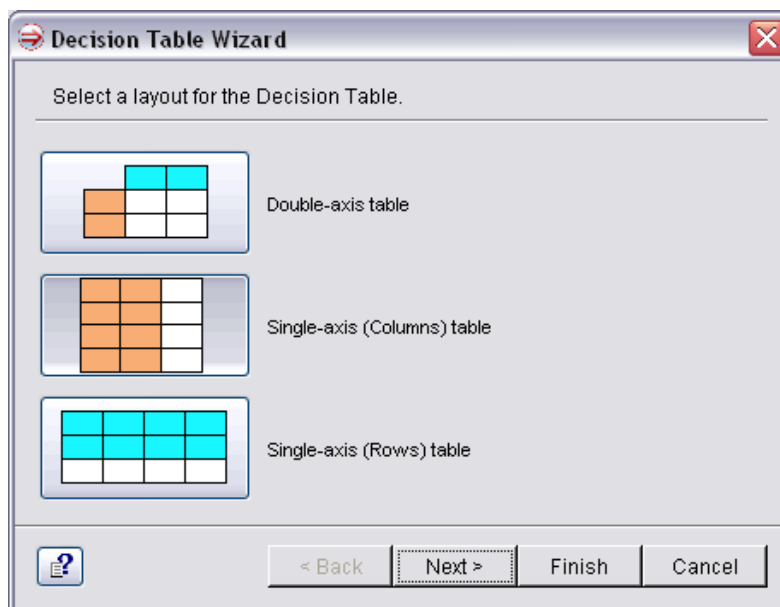 Decision Table Wizard
Select a layout for the Decision Table.
Double-axis table
Single-axis (Columns) table
Single-axis (Rows) table
< Back Next > Finish Cancel